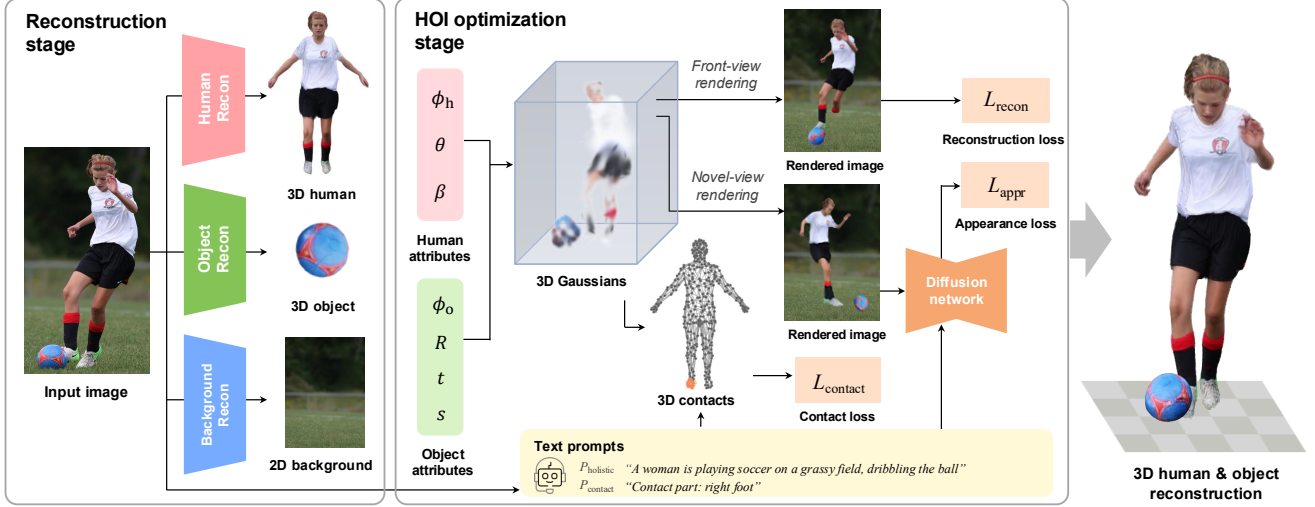 Reconstruction
stage
Human
Recon
3D human
Object
Recon
3D object
Input image
Background
Recon
2D background
HOI optimization
stage
ϕh
θ
β
Human
attributes
ϕo
R
t
s
Object
attributes
3D Gaussians
Front-view
rendering
Novel-view
rendering
Rendered image
Rendered image
3D contacts
Lrecon
Reconstruction loss
Lappr
Appearance loss
Diffusion
network
Lcontact
Contact loss
Text prompts
Pholistic “A woman is playing soccer on a grassy field, dribbling the ball”
Pcontact “Contact part: right foot”
3D human & object
reconstruction